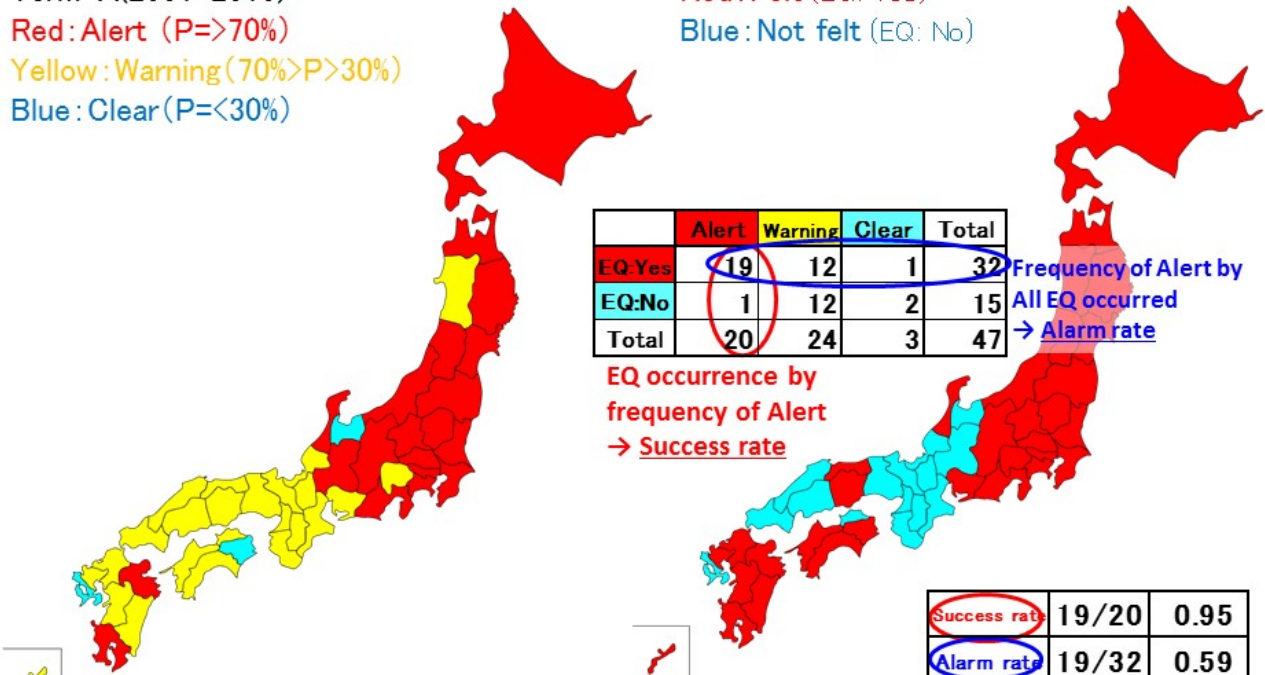 Red:Alert (P=>70%)
Yellow:Warning(70%>P>30%)
Blue:Clear(P=<30%)
Blue:Not felt (EQ: No)
Alert Warning Clear Total
EQ:Yes 19 12 1 32
EQ:No 1 12 2 15
Total 20 24 3 47
Frequency of Alert by
All EQ occurred
→ Alarm rate
EQ occurrence by
frequency of Alert
→ Success rate
Success rate 19/20 0.95
Alarm rate 19/32 0.59